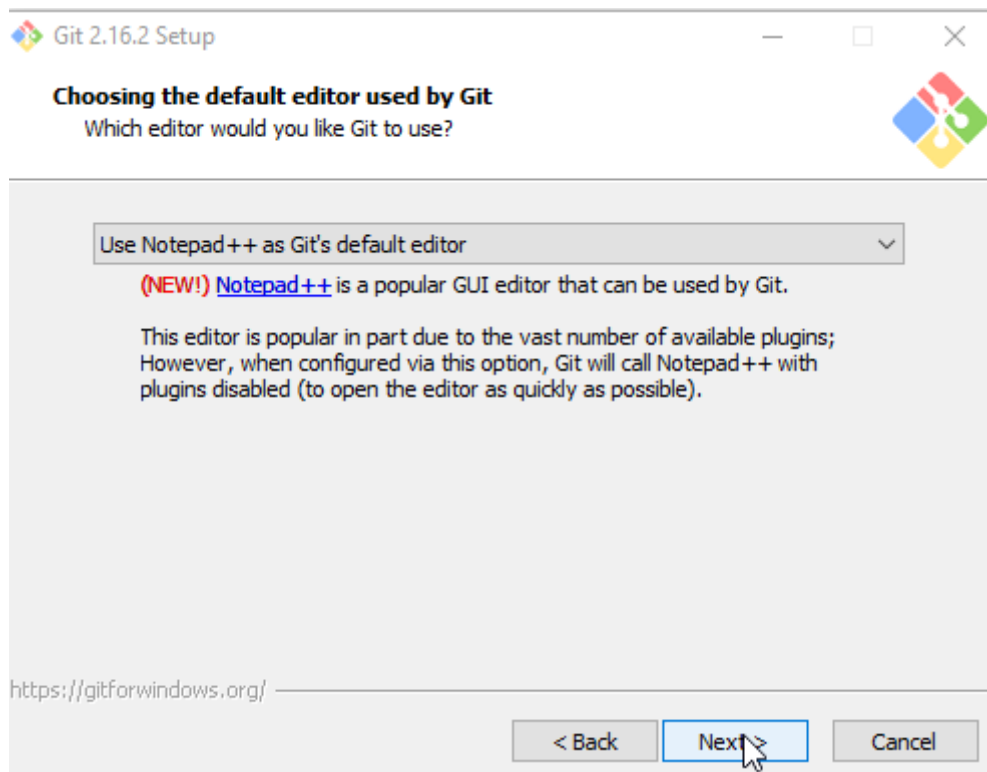 Git 2.16.2 Setup
Choosing the default editor used by Git
Which editor would you like Git to use?
Use Notepad++ as Git's default editor
(NEW!) Notepad++ is a popular GUI editor that can be used by Git.
This editor is popular in part due to the vast number of available plugins;
However, when configured via this option, Git will call Notepad++ with
plugins disabled (to open the editor as quickly as possible).
https://gitforwindows.org/
< Back Next > Cancel